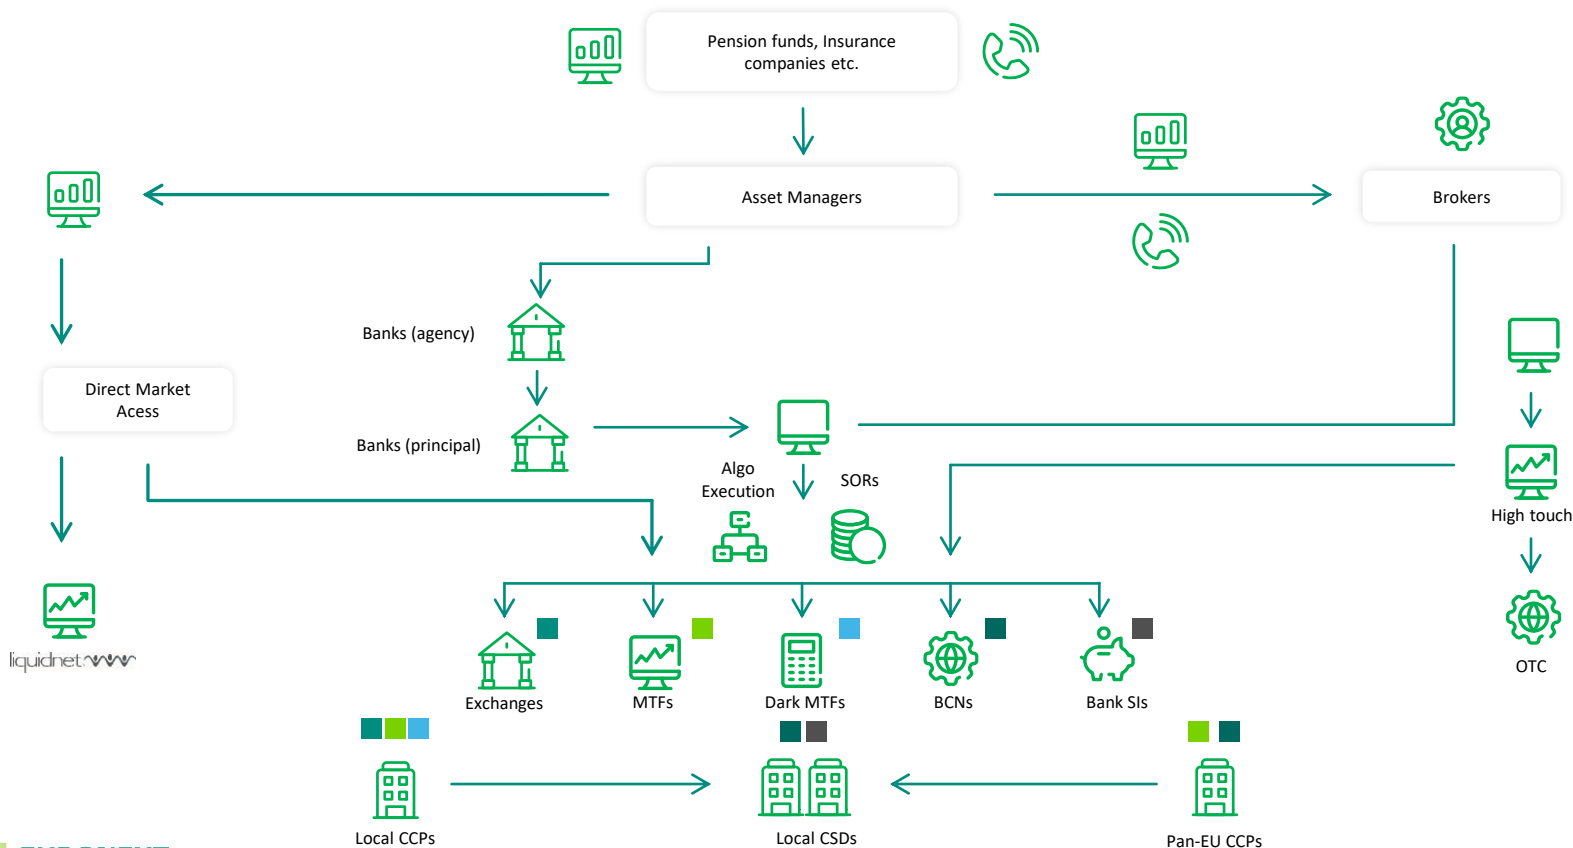 Pension funds, Insurance
companies etc.
Asset Managers
Brokers
Banks (agency)
Direct Market
Acess
Banks (principal)
Algo
Execution
SORs
High touch
liquidnet
Exchanges
MTFs
Dark MTFs
BCNs
Bank SIs
OTC
Local CCPs
Local CSDs
Pan-EU CCPs